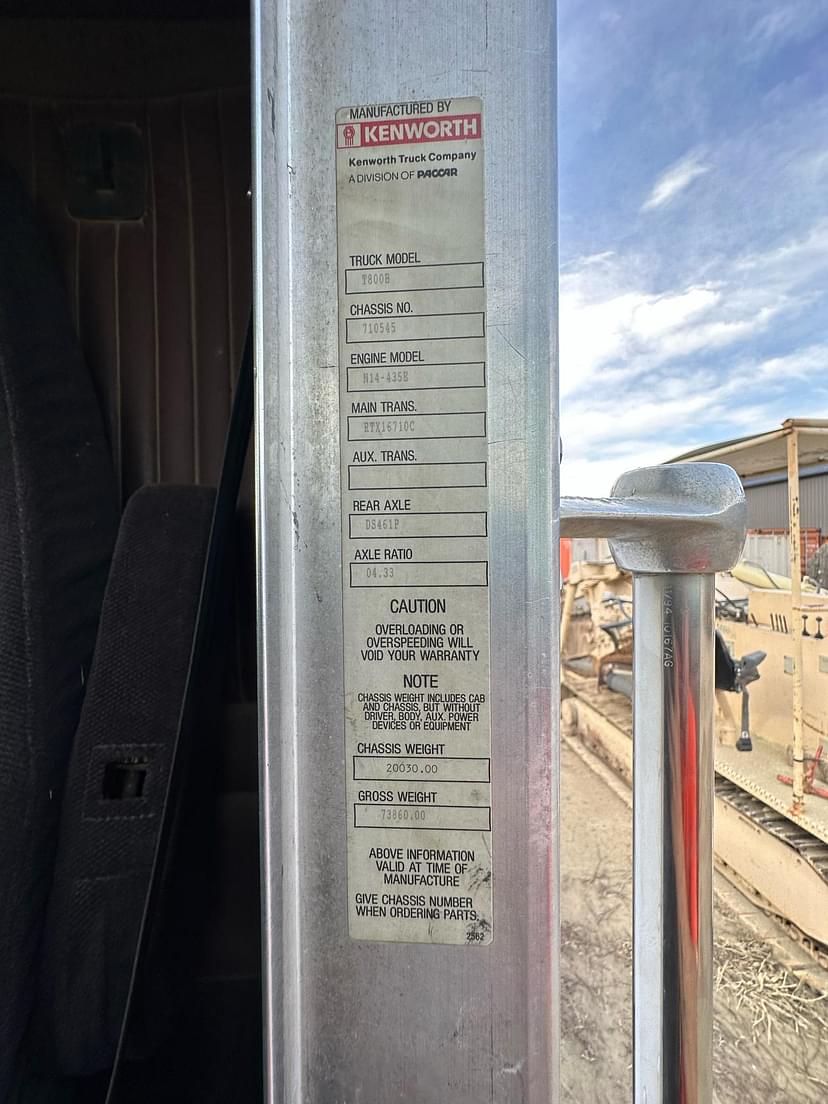 MANUFACTURED BY
KENWORTH
Kenworth Truck Company
A DIVISION OF PACCAR
TRUCK MODEL
T800B
CHASSIS NO.
710545
ENGINE MODEL
N14-435E
MAIN TRANS.
RTX16710C
AUX. TRANS.
REAR AXLE
DS461P
AXLE RATIO
04.33
CAUTION
OVERLOADING OR
OVERSPEEDING WILL
VOID YOUR WARRANTY
NOTE
CHASSIS WEIGHT INCLUDES CAB
AND CHASSIS, BUT WITHOUT
DRIVER, BODY, AUX. POWER
DEVICES OR EQUIPMENT
CHASSIS WEIGHT
20030.00
GROSS WEIGHT
73860.00
ABOVE INFORMATION
VALID AT TIME OF
MANUFACTURE
GIVE CHASSIS NUMBER
WHEN ORDERING PARTS.
2562